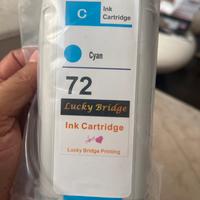 C
Ink
Cartridge
Cyan
72
Lucky Bridge
Ink Cartridge
Lucky Bridge Printing